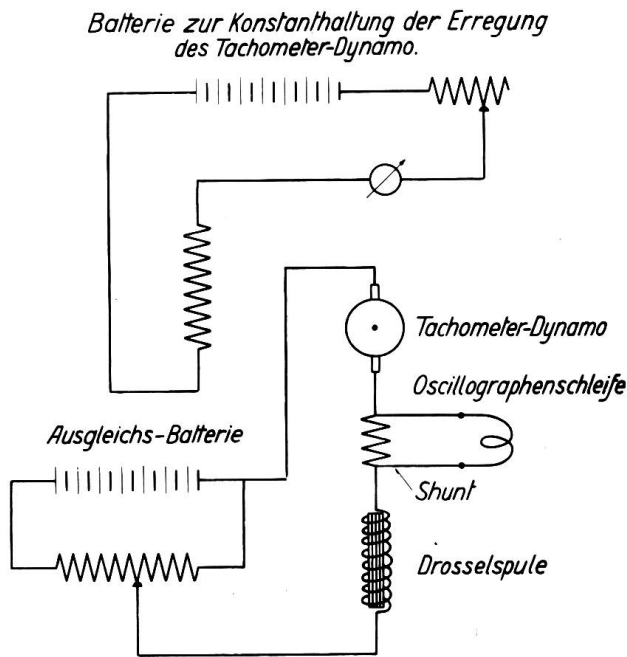 Batterie zur Konstanthaltung der Erregung
des Tachometer-Dynamo.
Tachometer-Dynamo
Oscillographenschleife
Ausgleichs-Batterie
Shunt
Drosselspule